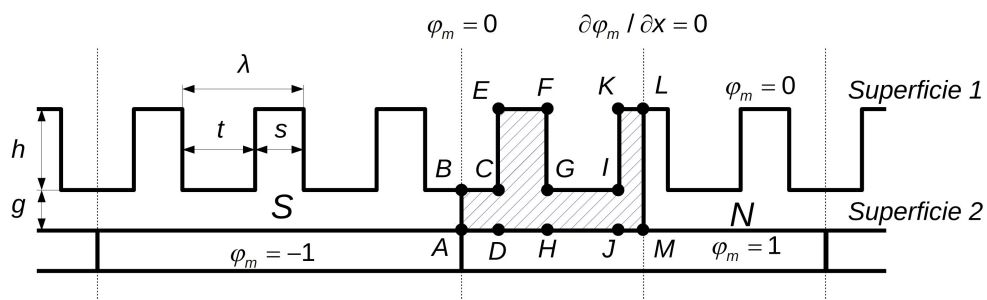 φm = 0
∂φm / ∂x = 0
λ
E
F
K
L
φm = 0
Superficie 1
h
t
s
B
C
G
I
g
S
N
Superficie 2
φm = −1
A
D
H
J
M
φm = 1